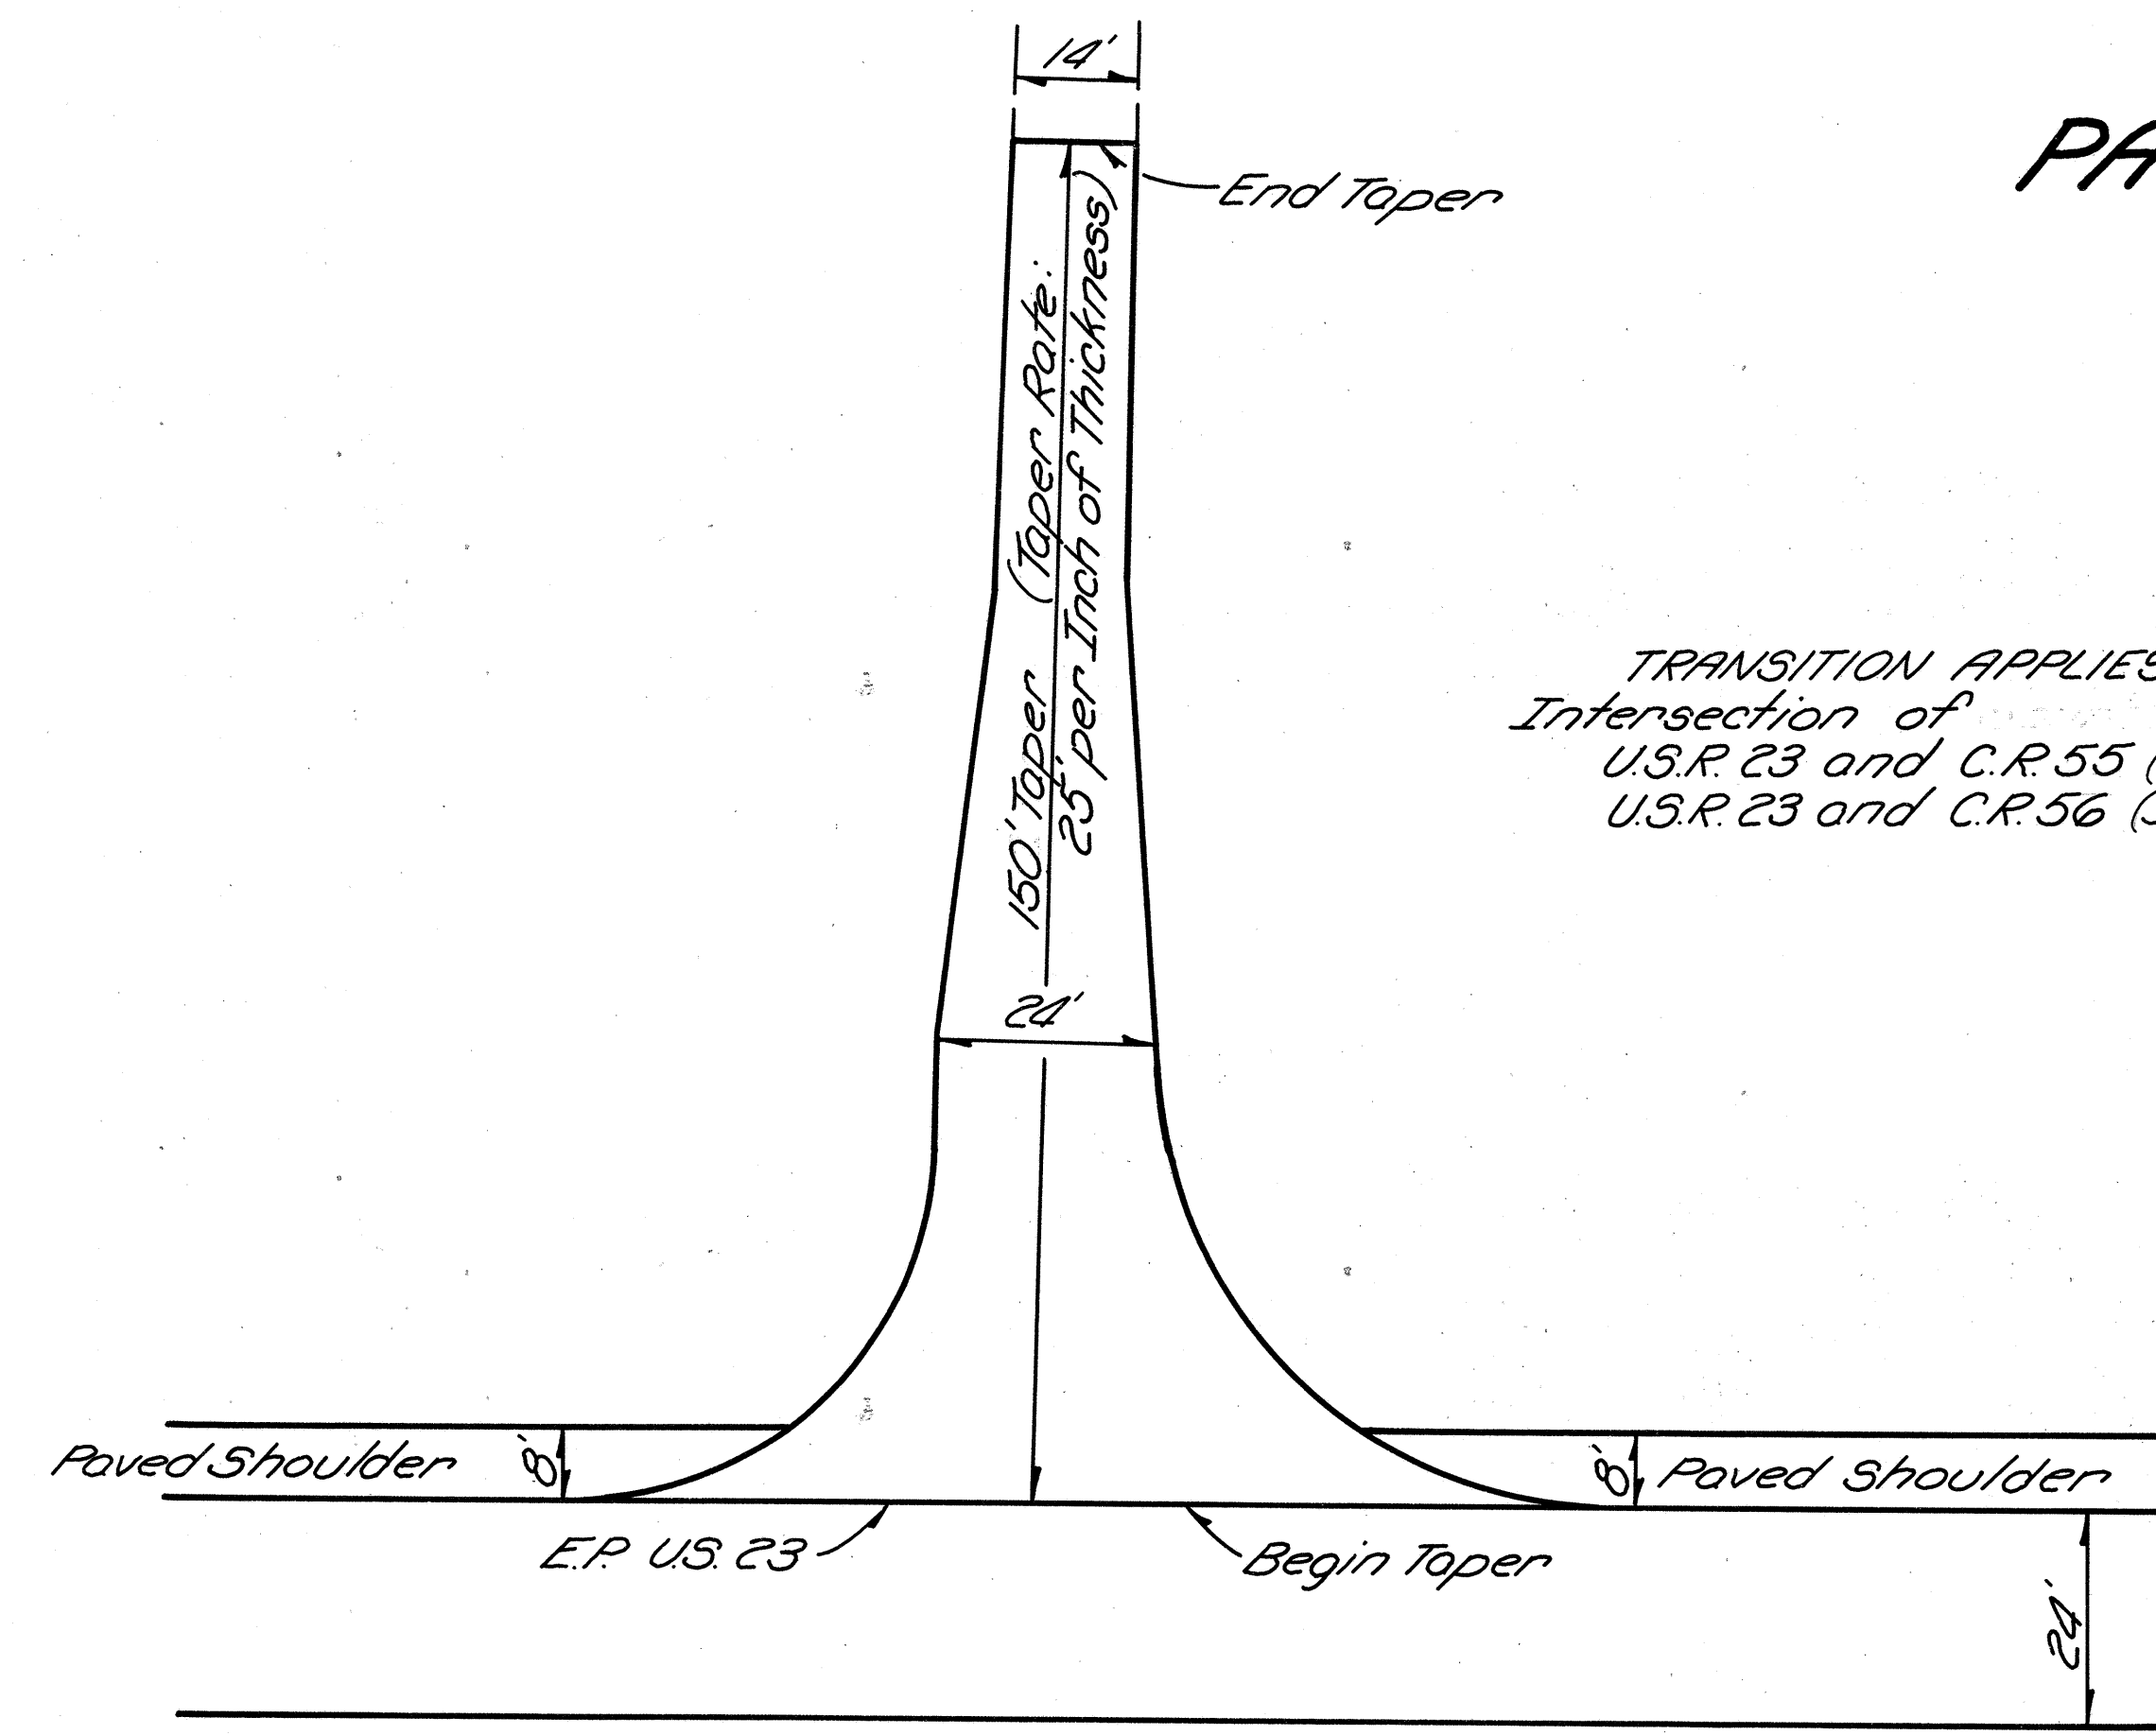 14'
PA
End Taper
150' Taper (Taper Rate:
25' per Inch of Thickness)
TRANSITION APPLIES
Intersection of
U.S.R. 23 and C.R. 55 (
U.S.R. 23 and C.R. 56 (S
24'
Paved Shoulder
8'
8'
Paved Shoulder
E.P. U.S. 23
Begin Taper
24'